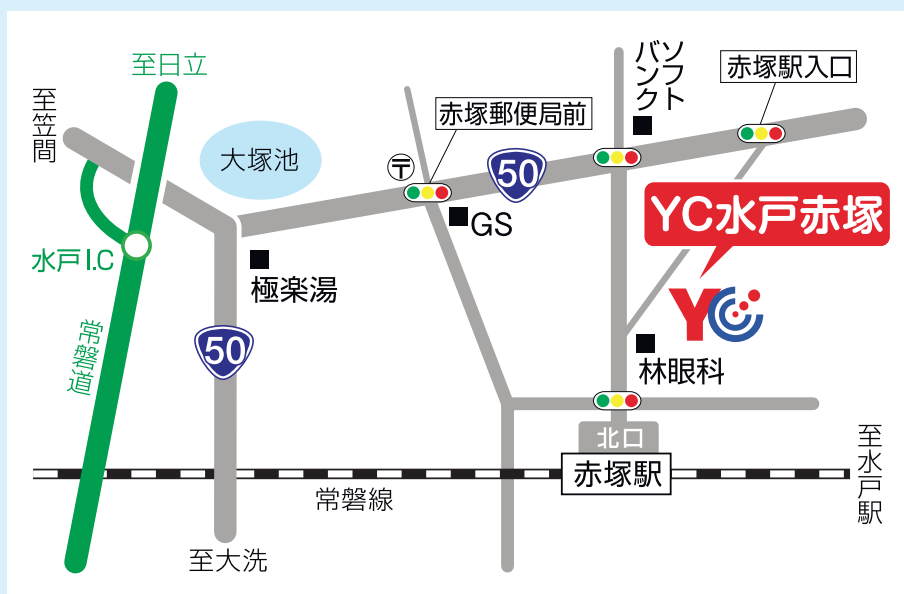 至日立
至笠間
大塚池
〒
赤塚郵便局前
50
ソフト
バンク
赤塚駅入口
GS
YC水戸赤塚
YC
水戸I.C
極楽湯
50
常磐道
林眼科
北口
赤塚駅
常磐線
至水戸駅
至大洗